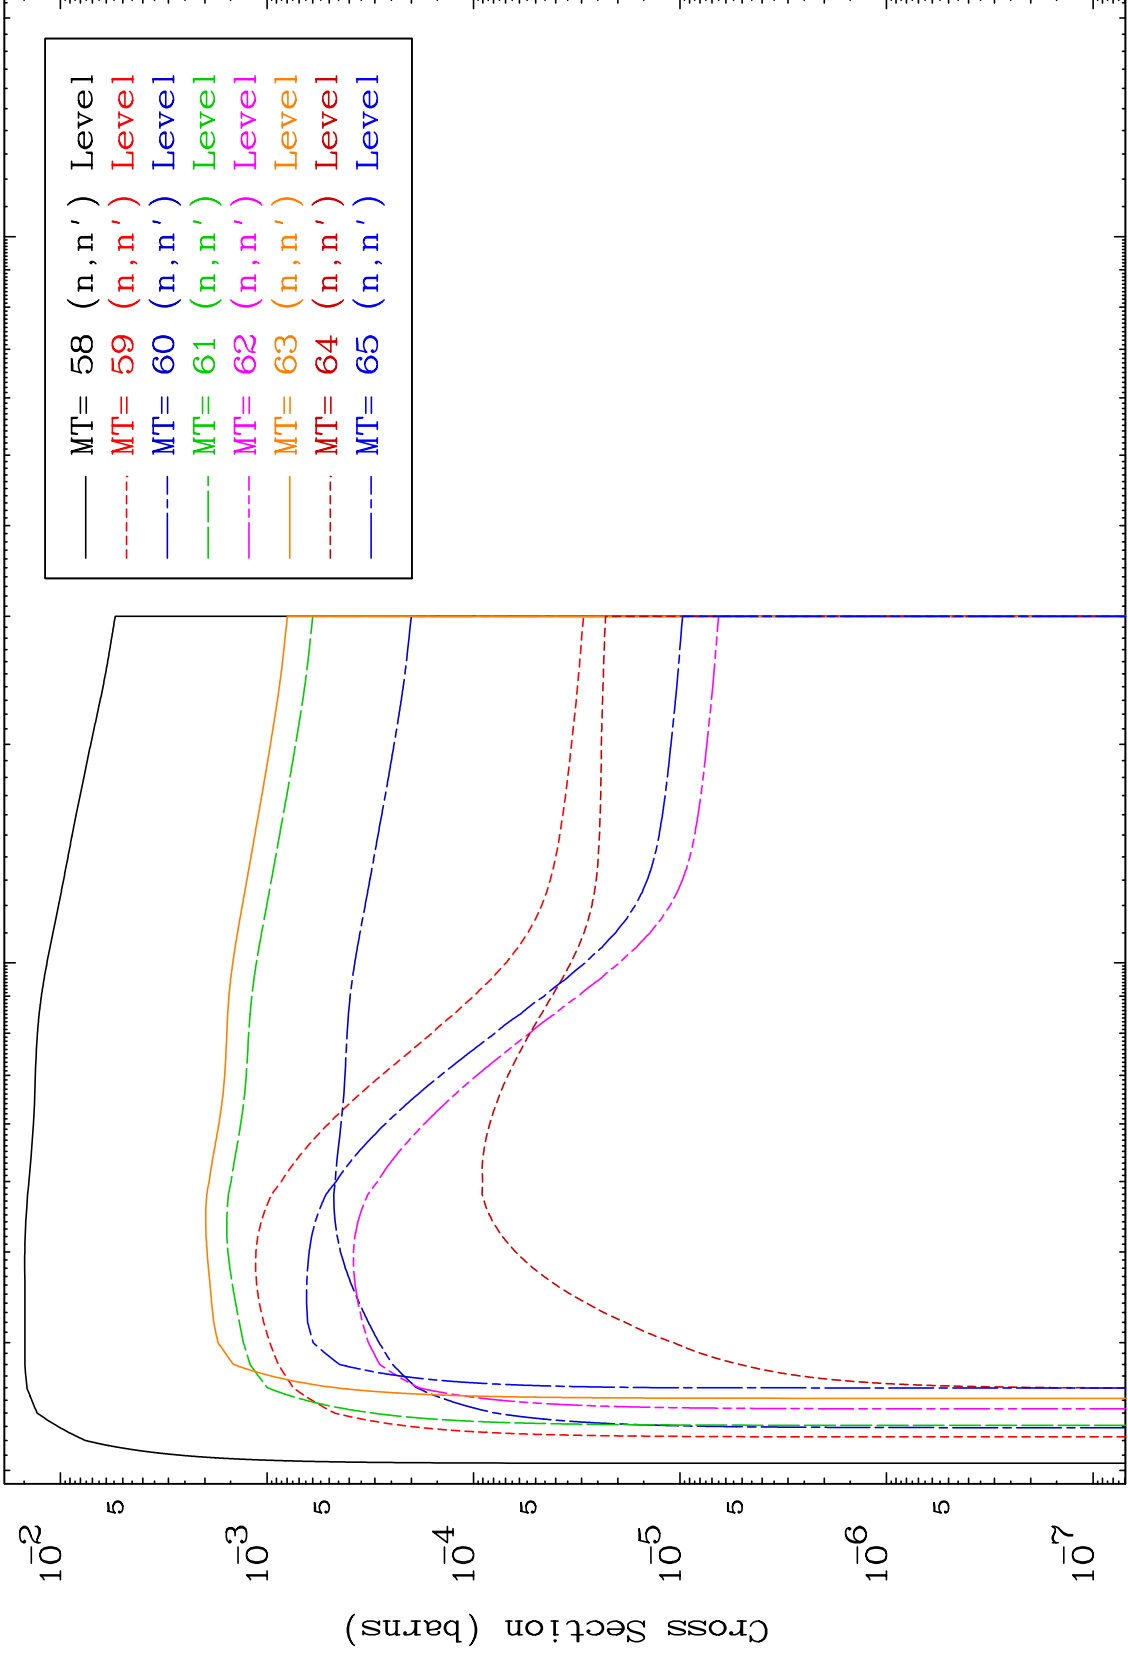 MT= 58 (n,n') Level
MT= 59 (n,n') Level
MT= 60 (n,n') Level
MT= 61 (n,n') Level
MT= 62 (n,n') Level
MT= 63 (n,n') Level
MT= 64 (n,n') Level
MT= 65 (n,n') Level
10-2
5
10-3
5
10-4
5
10-5
5
10-6
5
10-7
Cross Section (barns)